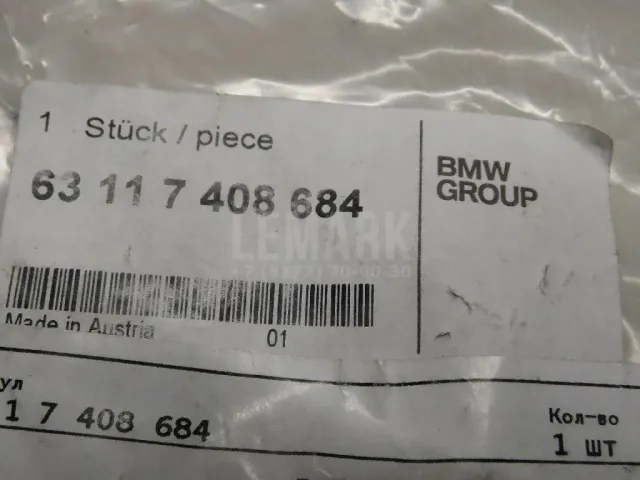 1 Stück / piece
63 11 7 408 684
BMW
GROUP
LEMARK
Made in Austria
01
ул
1 7 408 684
Кол-во
1 шт